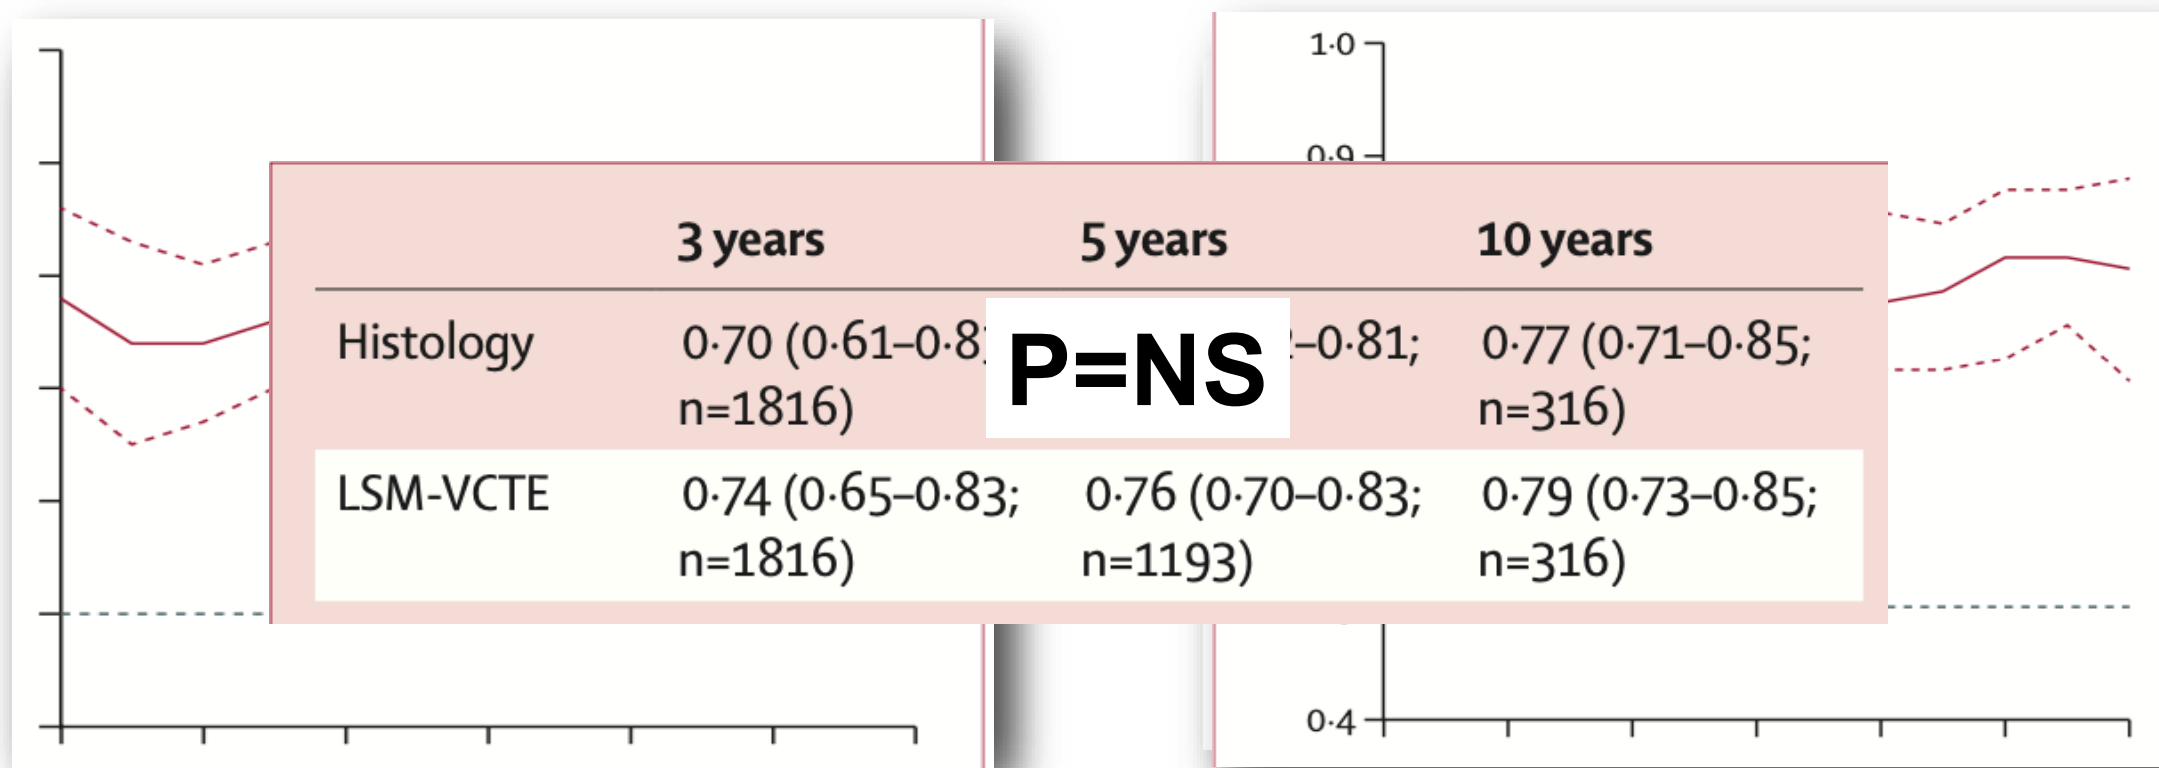 1·0
0·9
3 years 5 years 10 years
Histology 0·70 (0·61–0·8 P=NS –0·81; 0·77 (0·71–0·85;
n=1816) n=316)
LSM-VCTE 0·74 (0·65–0·83; 0·76 (0·70–0·83; 0·79 (0·73–0·85;
n=1816) n=1193) n=316)
0·4